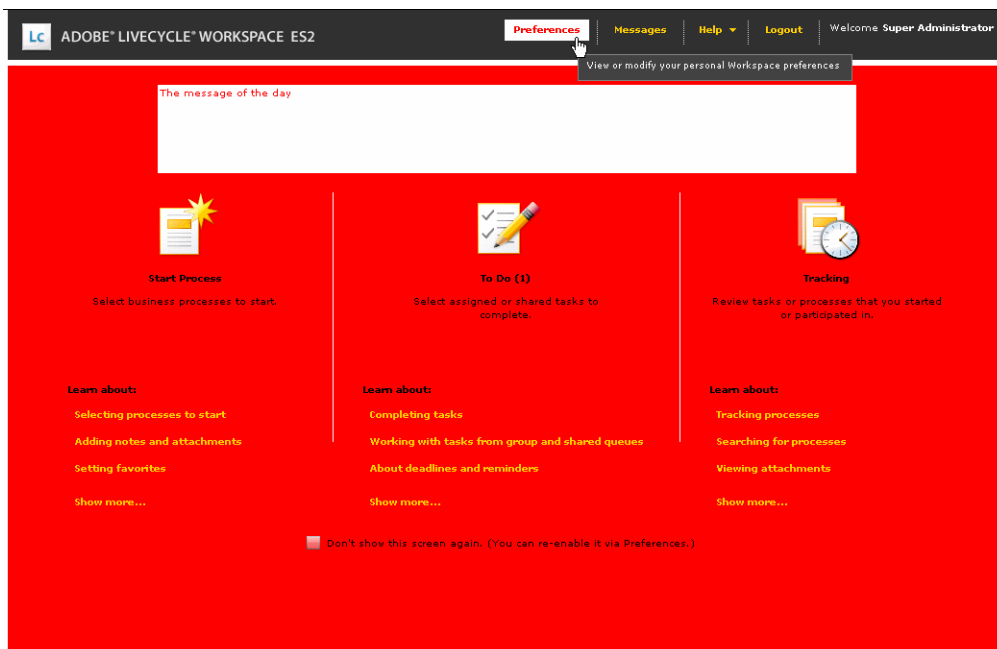 Lc ADOBE® LIVECYCLE® WORKSPACE ES2
Preferences Messages Help Logout Welcome Super Administrator
View or modify your personal Workspace preferences
The message of the day
Start Process
Select business processes to start.
To Do (1)
Select assigned or shared tasks to
complete.
Tracking
Review tasks or processes that you started
or participated in.
Learn about:
Selecting processes to start
Adding notes and attachments
Setting favorites
Show more...
Learn about:
Completing tasks
Working with tasks from group and shared queues
About deadlines and reminders
Show more...
Learn about:
Tracking processes
Searching for processes
Viewing attachments
Show more...
Don't show this screen again. (You can re-enable it via Preferences.)